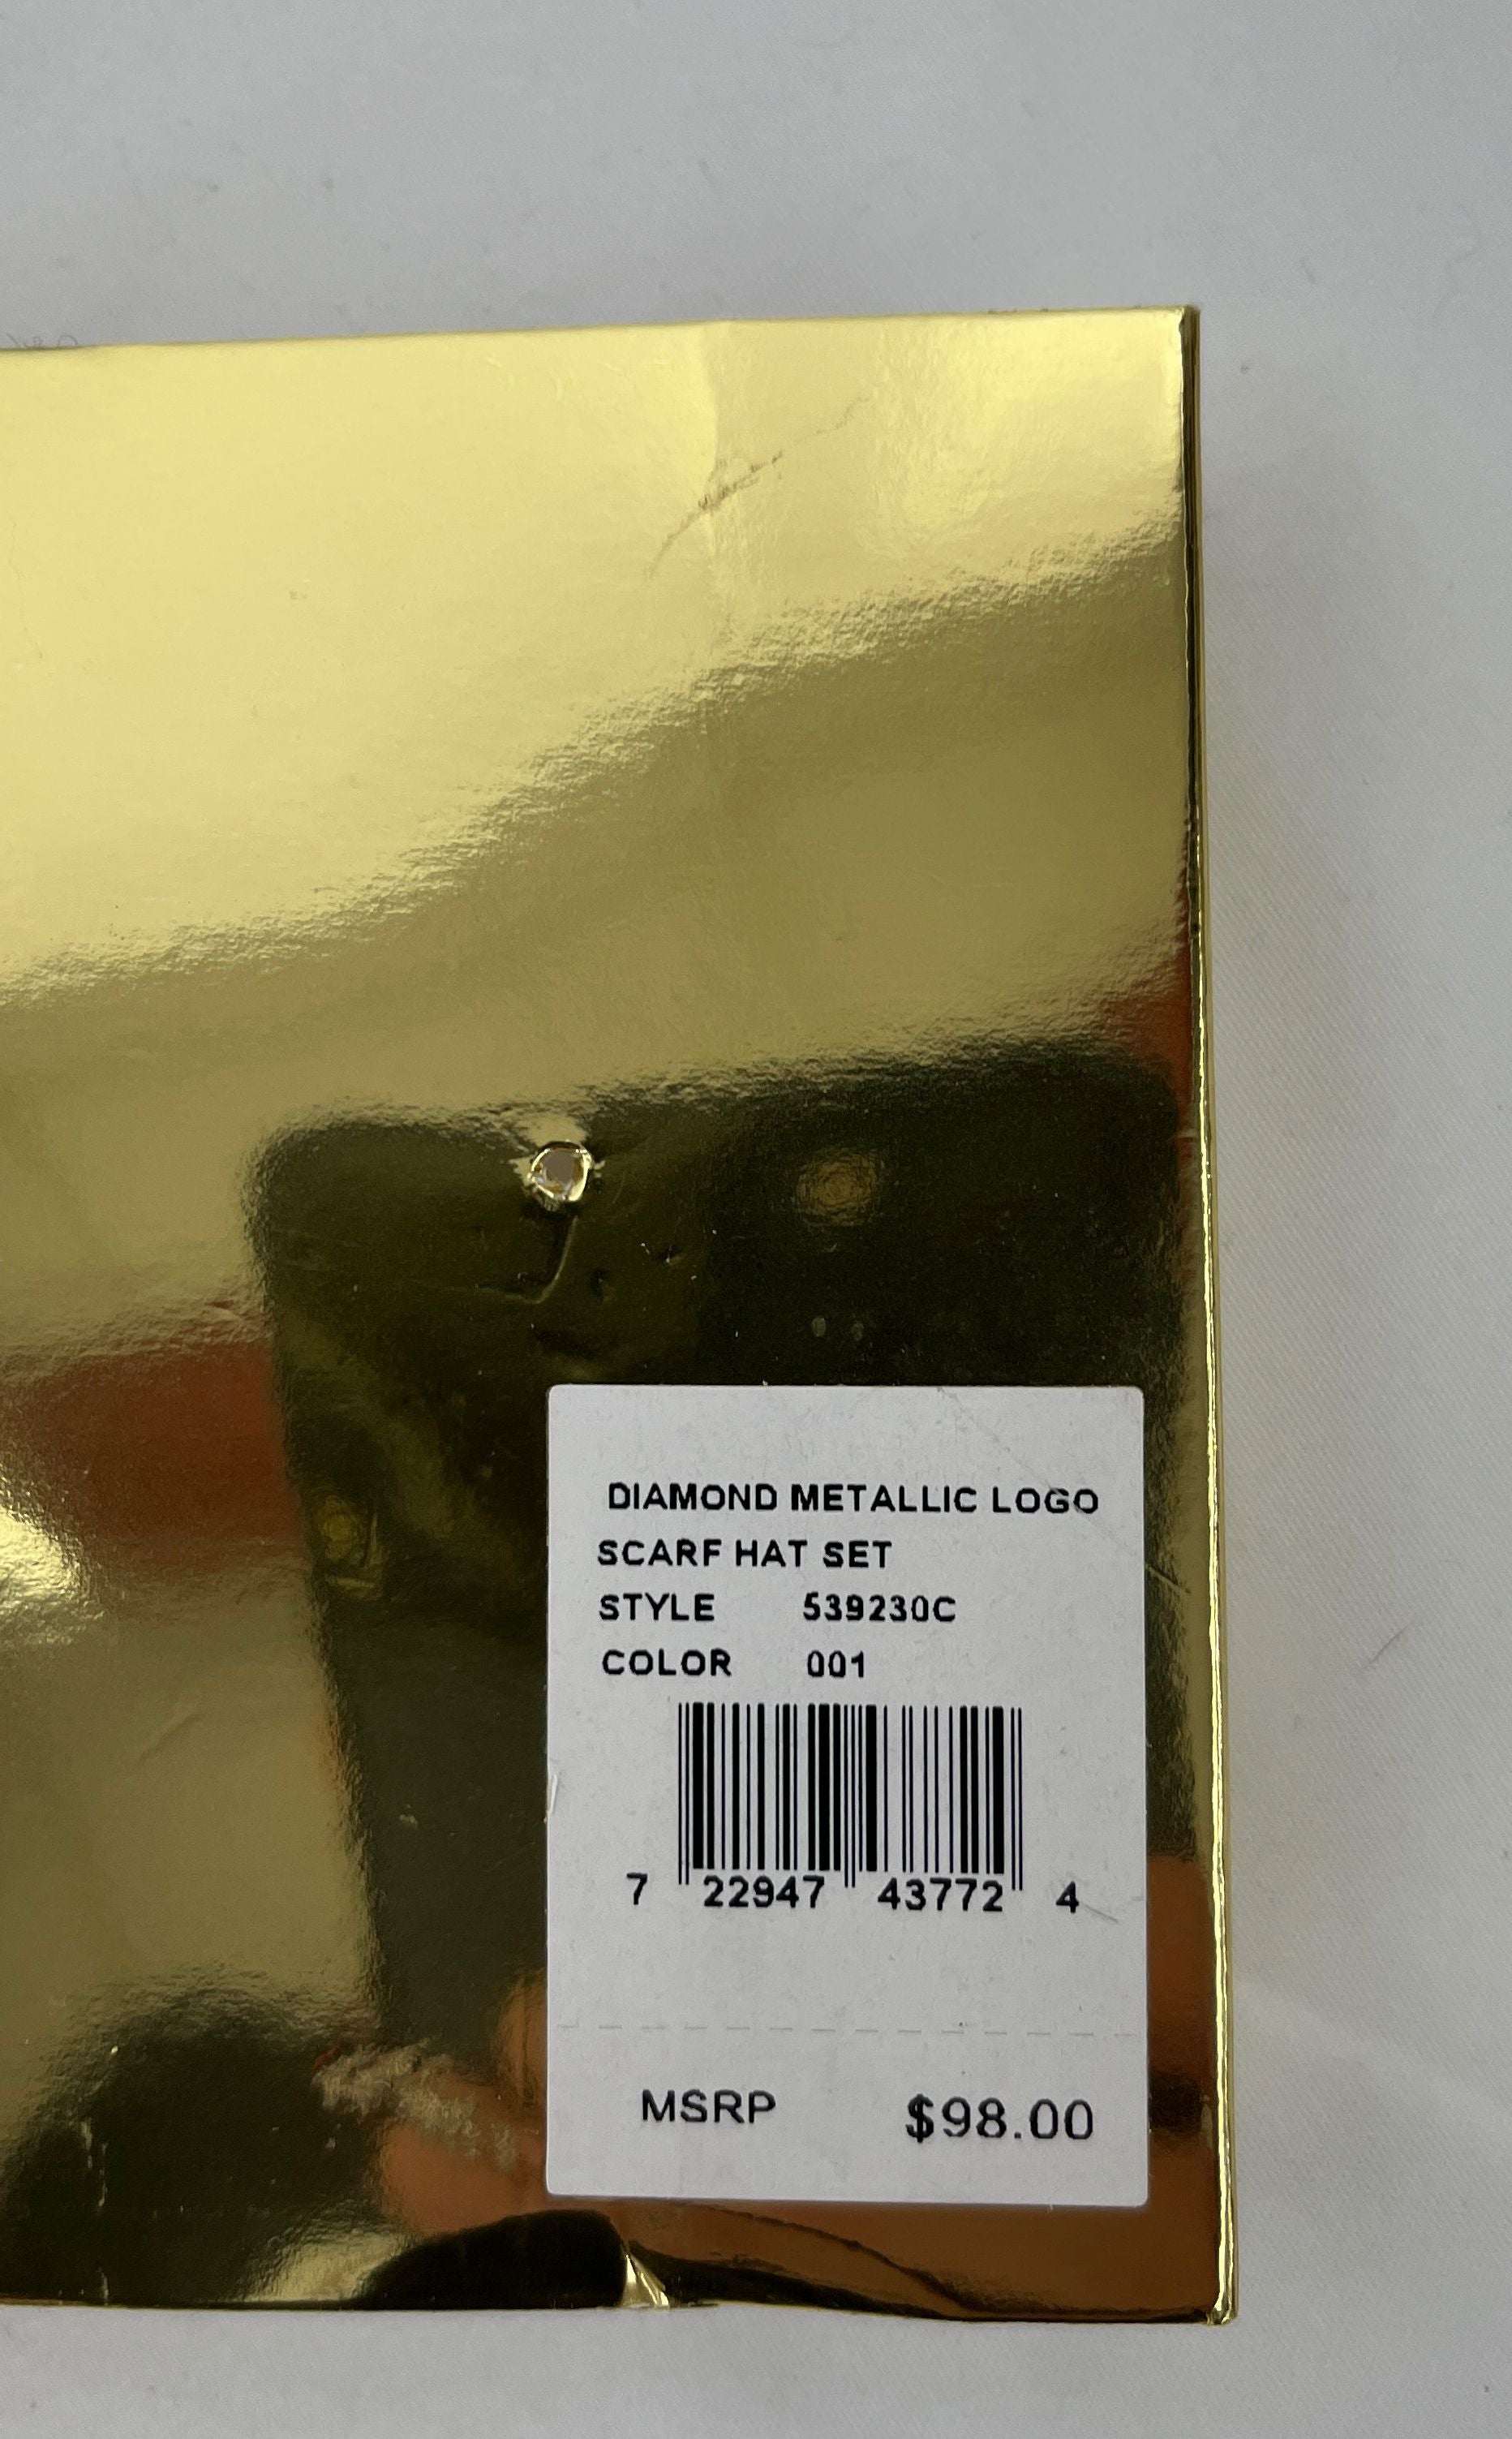 DIAMOND METALLIC LOGO
SCARF HAT SET
STYLE 539230C
COLOR 001
7 22947 43772 4
MSRP $98.00